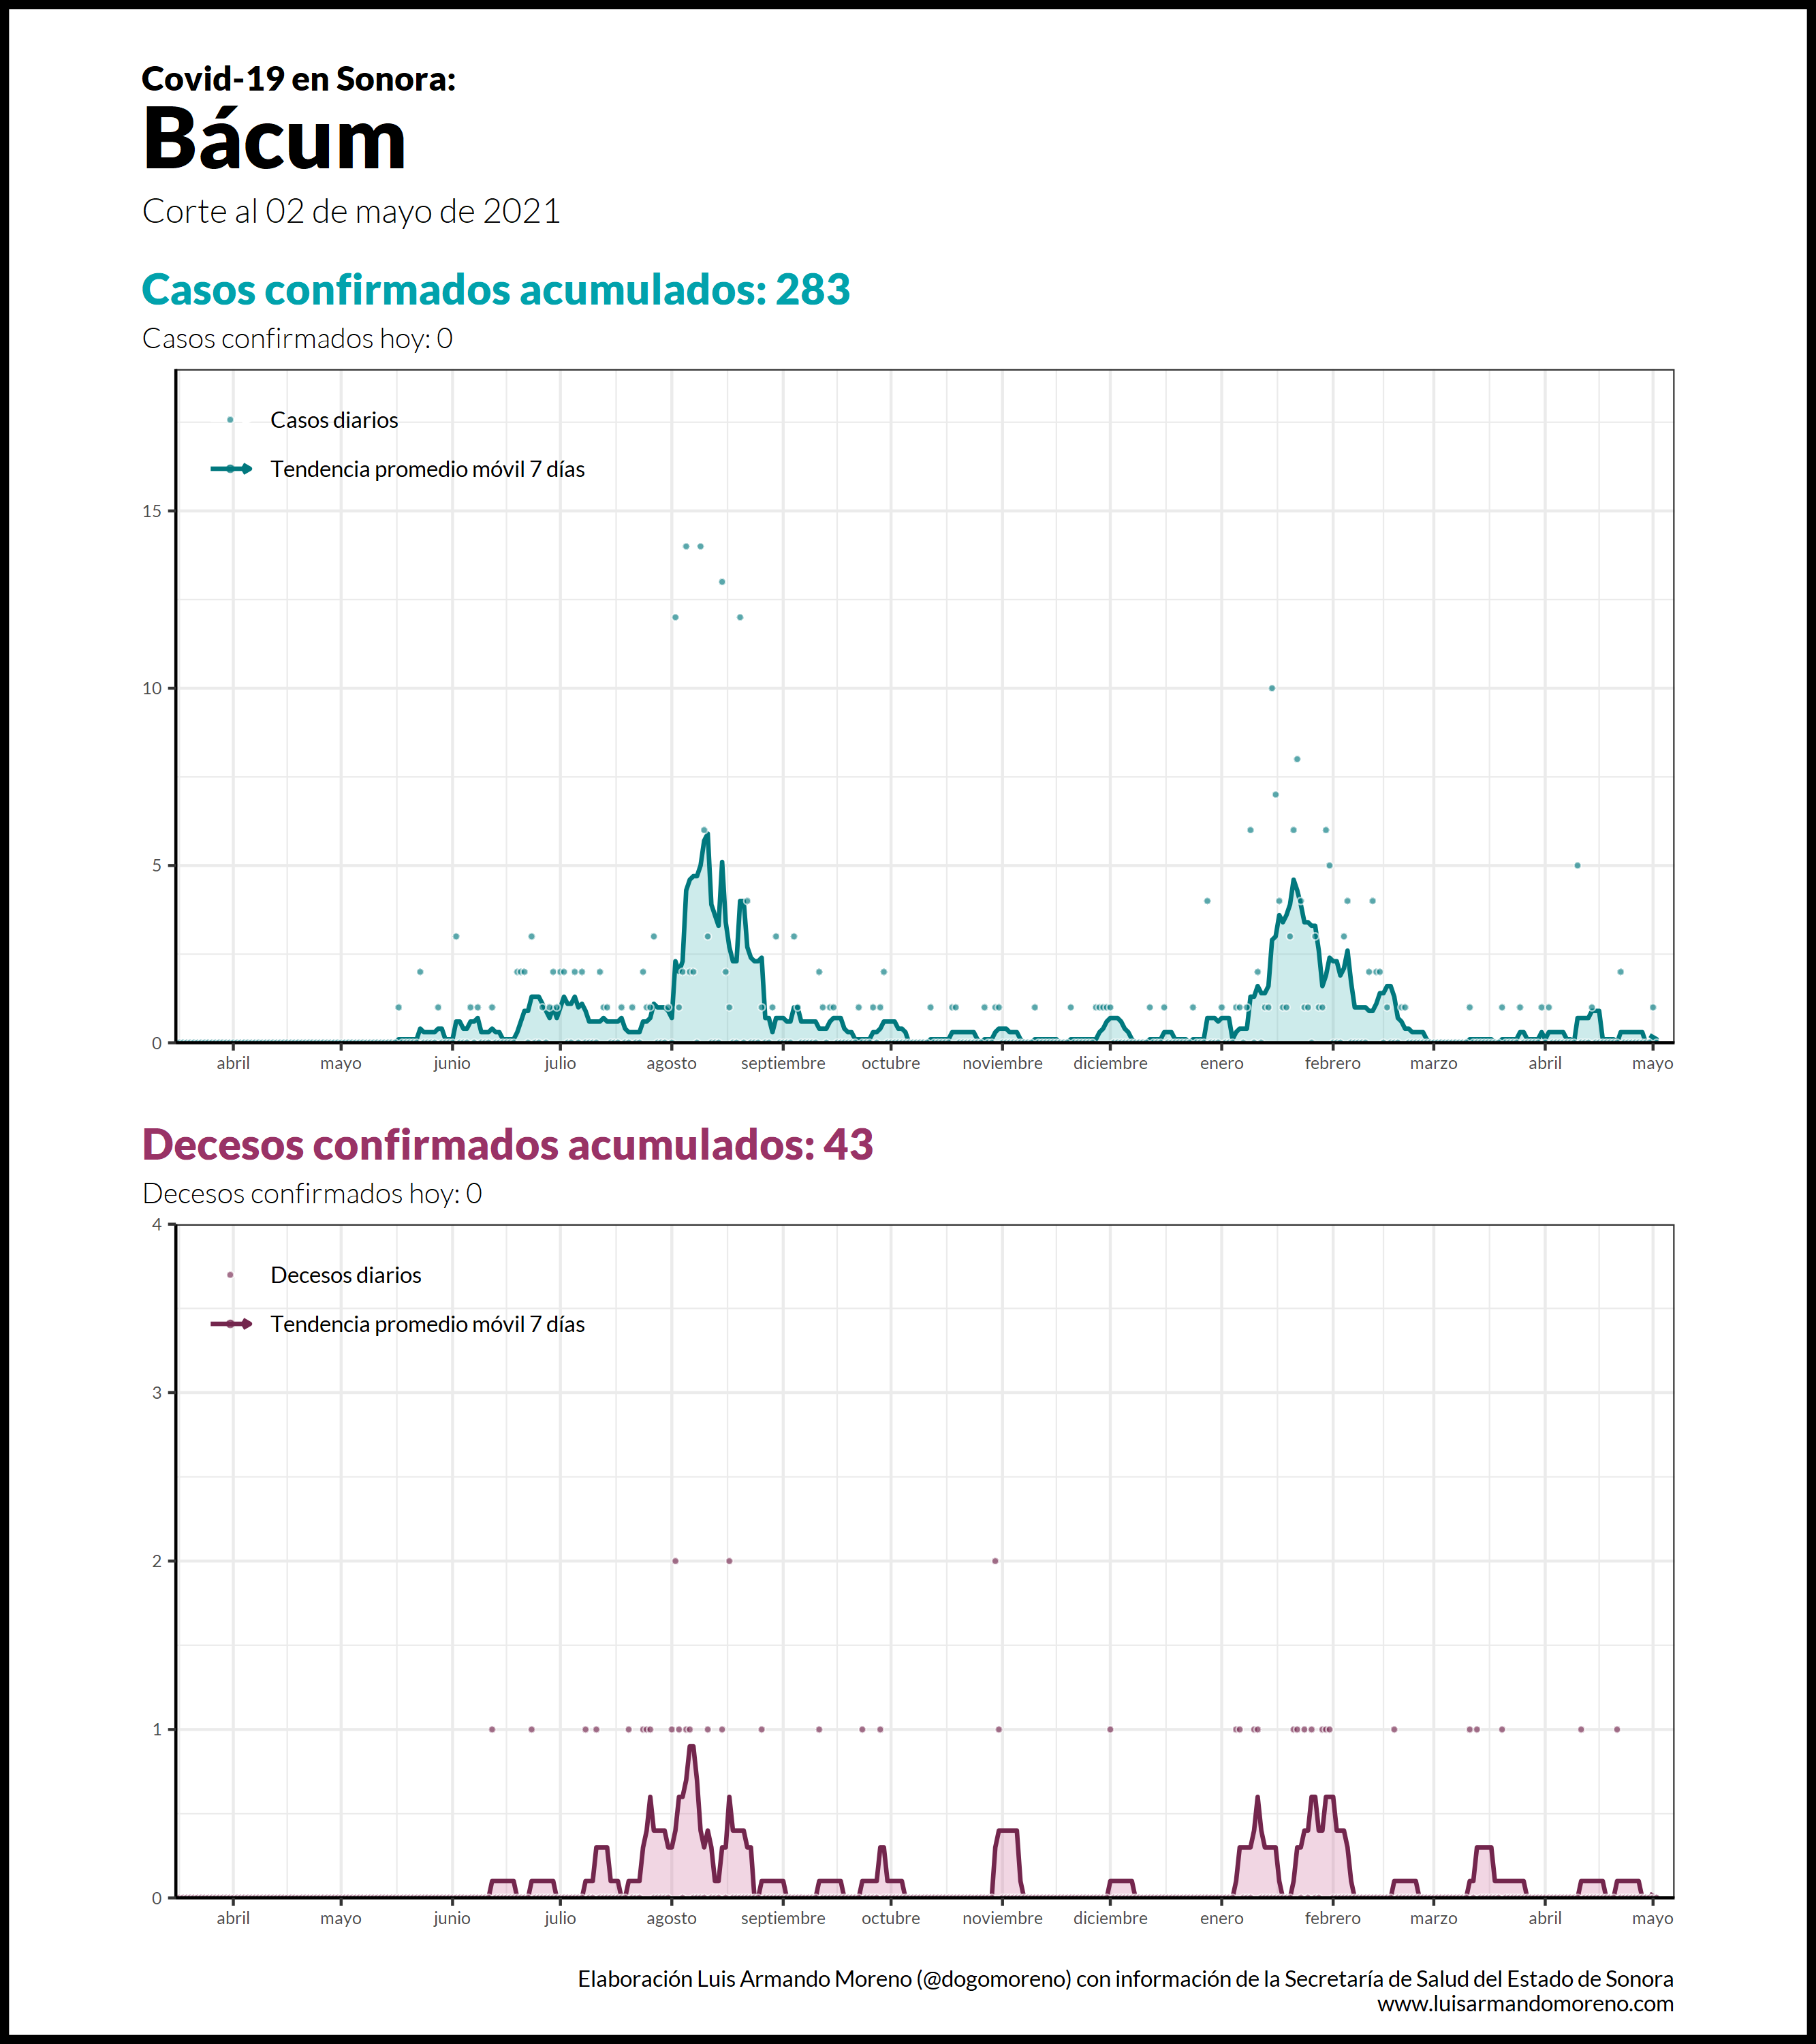 Covid-19 en Sonora:
Bácum
Corte al 02 de mayo de 2021
Casos confirmados acumulados: 283
Casos confirmados hoy: 0
Casos diarios
Tendencia promedio móvil 7 días
15
10
5
0
abril mayo junio julio agosto septiembre octubre noviembre diciembre enero febrero marzo abril mayo
Decesos confirmados acumulados: 43
Decesos confirmados hoy: 0
4
Decesos diarios
Tendencia promedio móvil 7 días
3
2
1
0
abril mayo junio julio agosto septiembre octubre noviembre diciembre enero febrero marzo abril mayo
Elaboración Luis Armando Moreno (@dogomoreno) con información de la Secretaría de Salud del Estado de Sonora
www.luisarmandomoreno.com